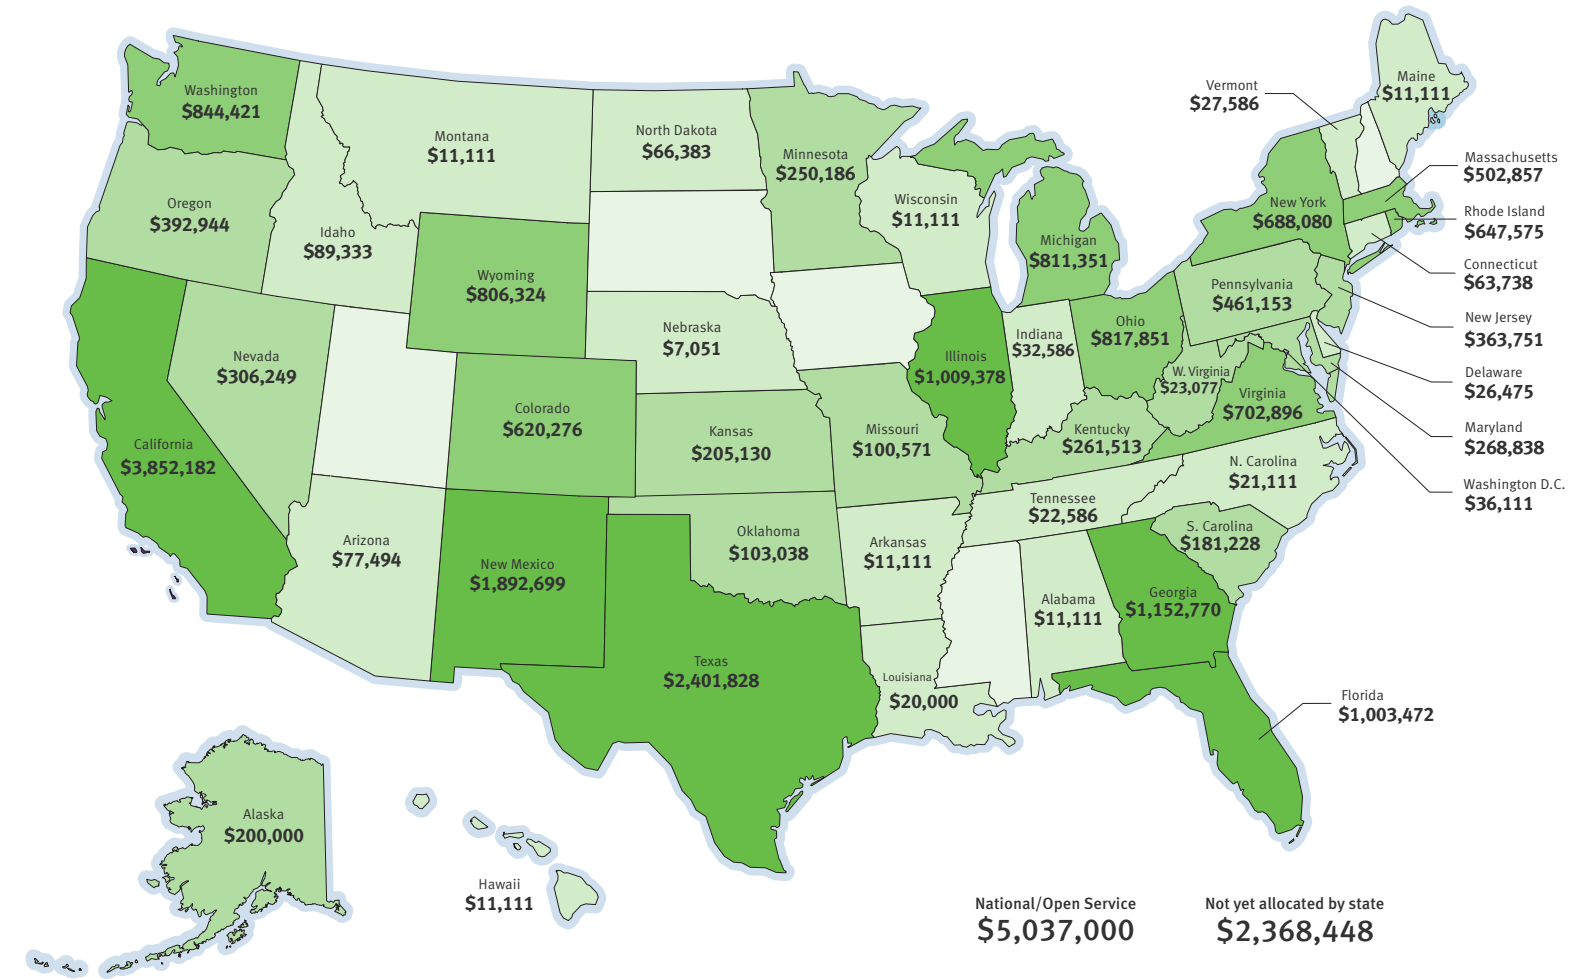 Washington
$844,421
Oregon
$392,944
California
$3,852,182
Nevada
$306,249
Idaho
$89,333
Montana
$11,111
Wyoming
$806,324
Colorado
$620,276
Arizona
$77,494
New Mexico
$1,892,699
North Dakota
$66,383
Nebraska
$7,051
Kansas
$205,130
Oklahoma
$103,038
Texas
$2,401,828
Minnesota
$250,186
Missouri
$100,571
Arkansas
$11,111
Louisiana
$20,000
Wisconsin
$11,111
Illinois
$1,009,378
Michigan
$811,351
Indiana
$32,586
Ohio
$817,851
Kentucky
$261,513
Tennessee
$22,586
Alabama
$11,111
Georgia
$1,152,770
S. Carolina
$181,228
N. Carolina
$21,111
W. Virginia
$23,077
Virginia
$702,896
Pennsylvania
$461,153
New York
$688,080
Vermont
$27,586
Maine
$11,111
Massachusetts
$502,857
Rhode Island
$647,575
Connecticut
$63,738
New Jersey
$363,751
Delaware
$26,475
Maryland
$268,838
Washington D.C.
$36,111
Florida
$1,003,472
Alaska
$200,000
Hawaii
$11,111
National/Open Service
$5,037,000
Not yet allocated by state
$2,368,448